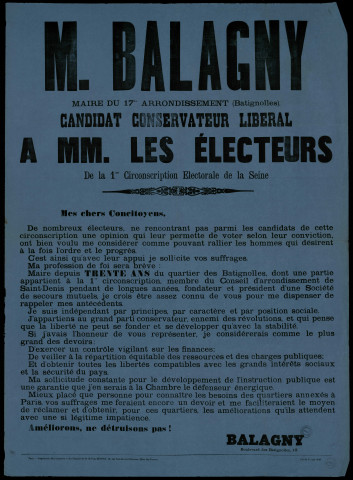 M. BALAGNY
MAIRE DU 17me ARRONDISSEMENT (Batignolles)
CANDIDAT CONSERVATEUR LIBÉRAL
A MM. LES ÉLECTEURS
De la 1re Circonscription Electorale de la Seine
Mes chers Concitoyens,
De nombreux électeurs, ne rencontrant pas parmi les candidats de cette
circonscription une opinion qui leur permette de voter selon leur conviction,
ont bien voulu me considérer comme pouvant rallier les hommes qui désirent
à la fois l'ordre et le progrès.
C'est ainsi qu'avec leur appui je sollicite vos suffrages.
Ma profession de foi sera brève :
Maire depuis TRENTE ANS du quartier des Batignolles, dont une partie
appartient à la 1re circonscription, membre du Conseil d'arrondissement de
Saint-Denis pendant de longues années, fondateur et président d'une Société
de secours mutuels, je crois être assez connu de vous pour me dispenser de
rappeler mes antécédents.
Je suis indépendant par principes, par caractère et par position sociale.
J'appartiens au grand parti conservateur, ennemi des révolutions, et qui pense
que la liberté ne peut se fonder et se développer qu'avec la stabilité.
Si j'avais l'honneur de vous représenter, je considérerais comme le plus
grand des devoirs :
D'exercer un contrôle vigilant sur les finances;
De veiller à la répartition équitable des ressources et des charges publiques;
Et d'obtenir toutes les libertés compatibles avec les grands intérêts sociaux
et la sécurité du pays.
Ma sollicitude constante pour le développement de l'instruction publique est
une garantie que j'en serais à la Chambre le défenseur énergique.
Mieux placé que personne pour connaître les besoins des quartiers annexés à
Paris, vos suffrages me feraient encore un devoir et me faciliteraient le moyen
de réclamer et d'obtenir, pour ces quartiers, les améliorations qu'ils attendent
avec une si légitime impatience.
Améliorons, ne détruisons pas !
BALAGNY
Boulevard des Batignolles,